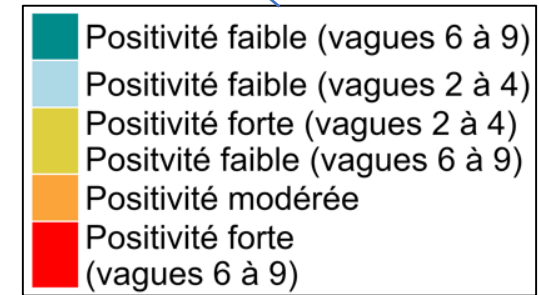 Positivité faible (vagues 6 à 9)
Positivité faible (vagues 2 à 4)
Positivité forte (vagues 2 à 4)
Positvité faible (vagues 6 à 9)
Positivité modérée
Positivité forte
(vagues 6 à 9)